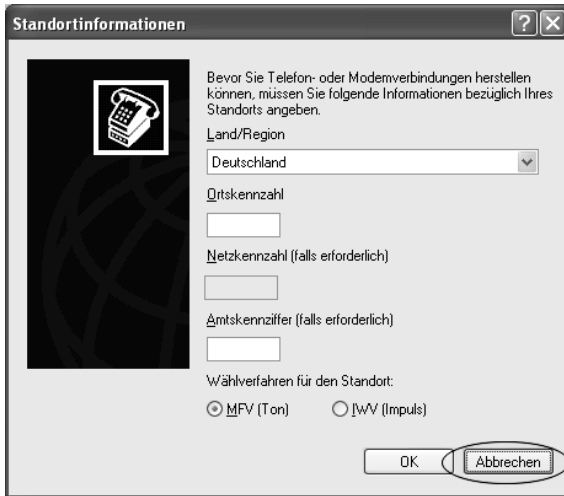 Standortinformationen
Bevor Sie Telefon- oder Modemverbindungen herstellen
können, müssen Sie folgende Informationen bezüglich Ihres
Standorts angeben.
Land/Region
Deutschland
Ortskennzahl
Netzkennzahl (falls erforderlich)
Amtskennziffer (falls erforderlich)
Wählverfahren für den Standort:
MFV (Ton) IWV (Impuls)
OK Abbrechen